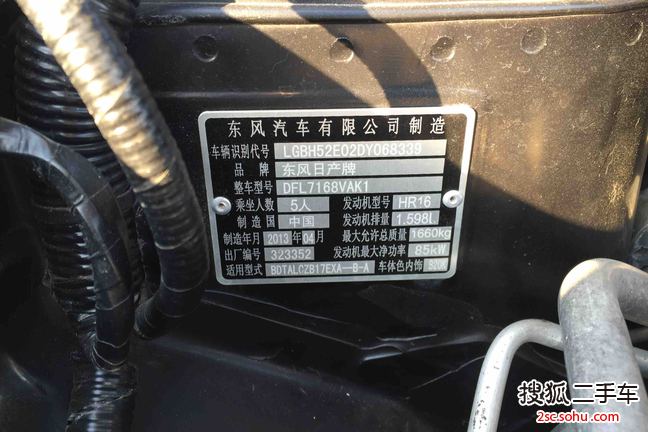 东风汽车有限公司制造
车辆识别代号 LGBH52E02DY068339
品牌 东风日产牌
整车型号 DFL7168VAK1
乘坐人数 5人 发动机型号 HR16
制造国 中国 发动机排量 1.598L
制造年月 2013年04月 最大允许总质量 1660kg
出厂编号 323352 发动机最大净功率 85kW
适用型式 BDTALCZB17EXA--B-A 车体色内饰
搜狐二手车
2sc.sohu.com